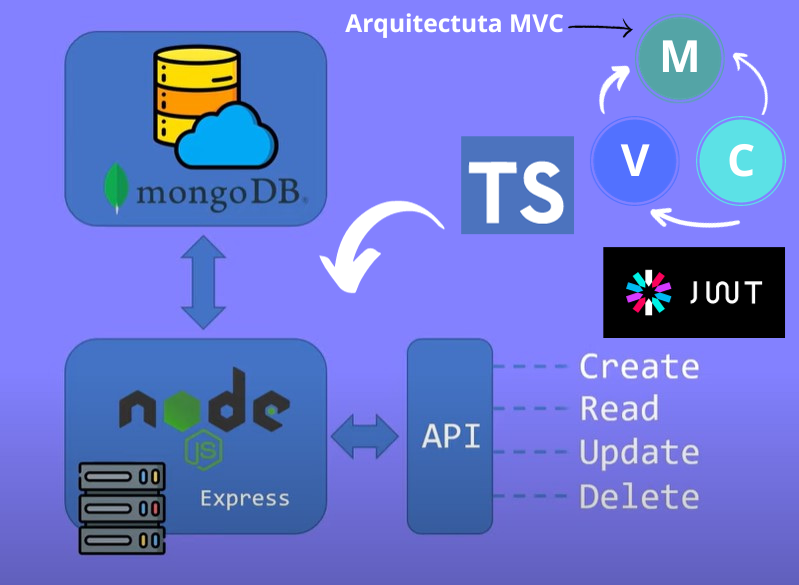 Arquitectuta MVC
M
V
C
TS
mongoDB®
JWT
node
JS
Express
API
Create
Read
Update
Delete